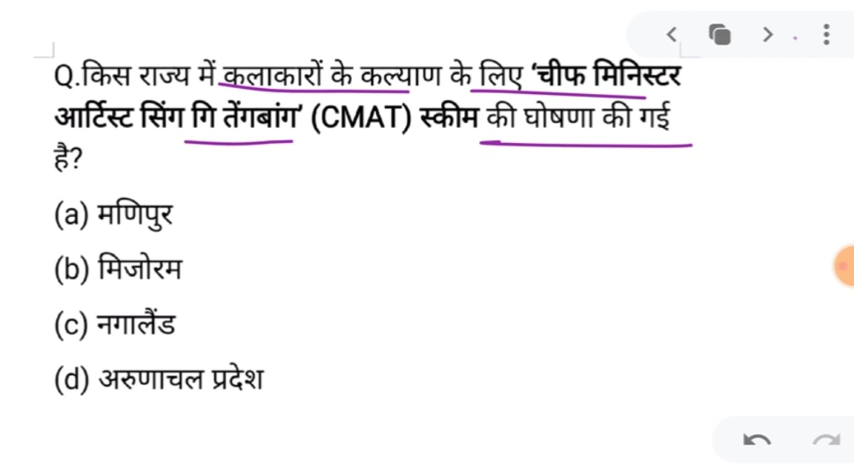 Q.किस राज्य में कलाकारों के कल्याण के लिए 'चीफ मिनिस्टर
आर्टिस्ट सिंग गि तेंगबांग' (CMAT) स्कीम की घोषणा की गई
है?
(a) मणिपुर
(b) मिजोरम
(c) नगालैंड
(d) अरुणाचल प्रदेश